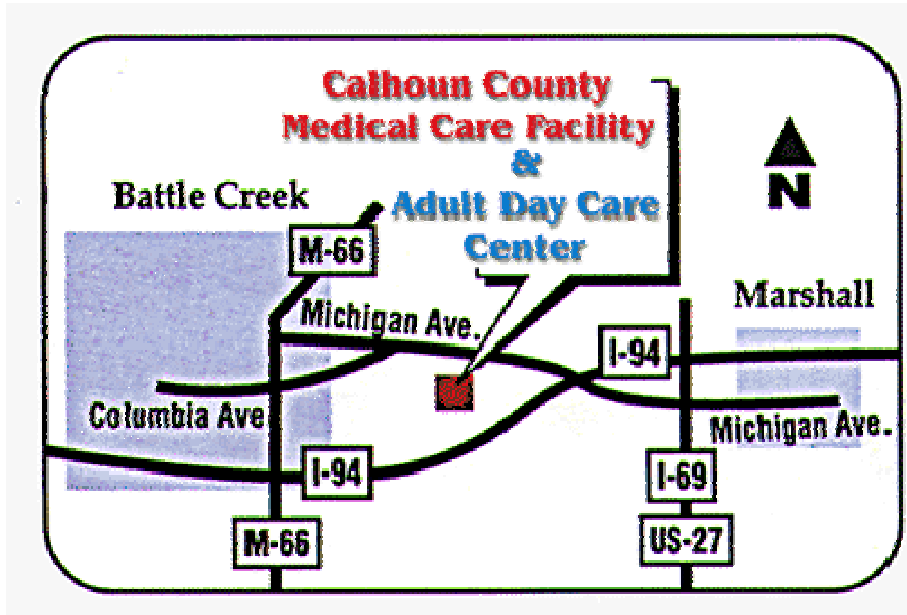 Calhoun County
Medical Care Facility
&
Adult Day Care
Center
N
Battle Creek
M-66
Michigan Ave.
Marshall
I-94
Columbia Ave
Michigan Ave.
I-94
I-69
M-66
US-27